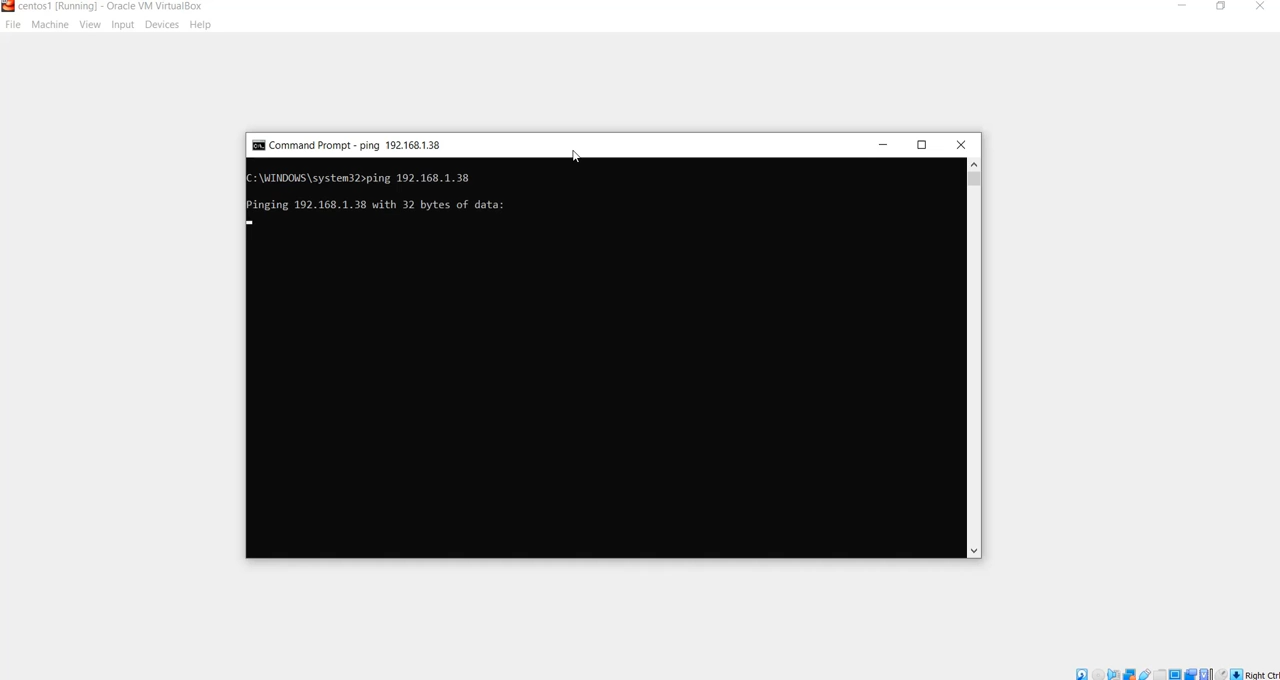 centos1 [Running] - Oracle VM VirtualBox
File Machine View Input Devices Help
Command Prompt - ping 192.168.1.38
C:\WINDOWS\system32>ping 192.168.1.38
Pinging 192.168.1.38 with 32 bytes of data:
Right Ctrl